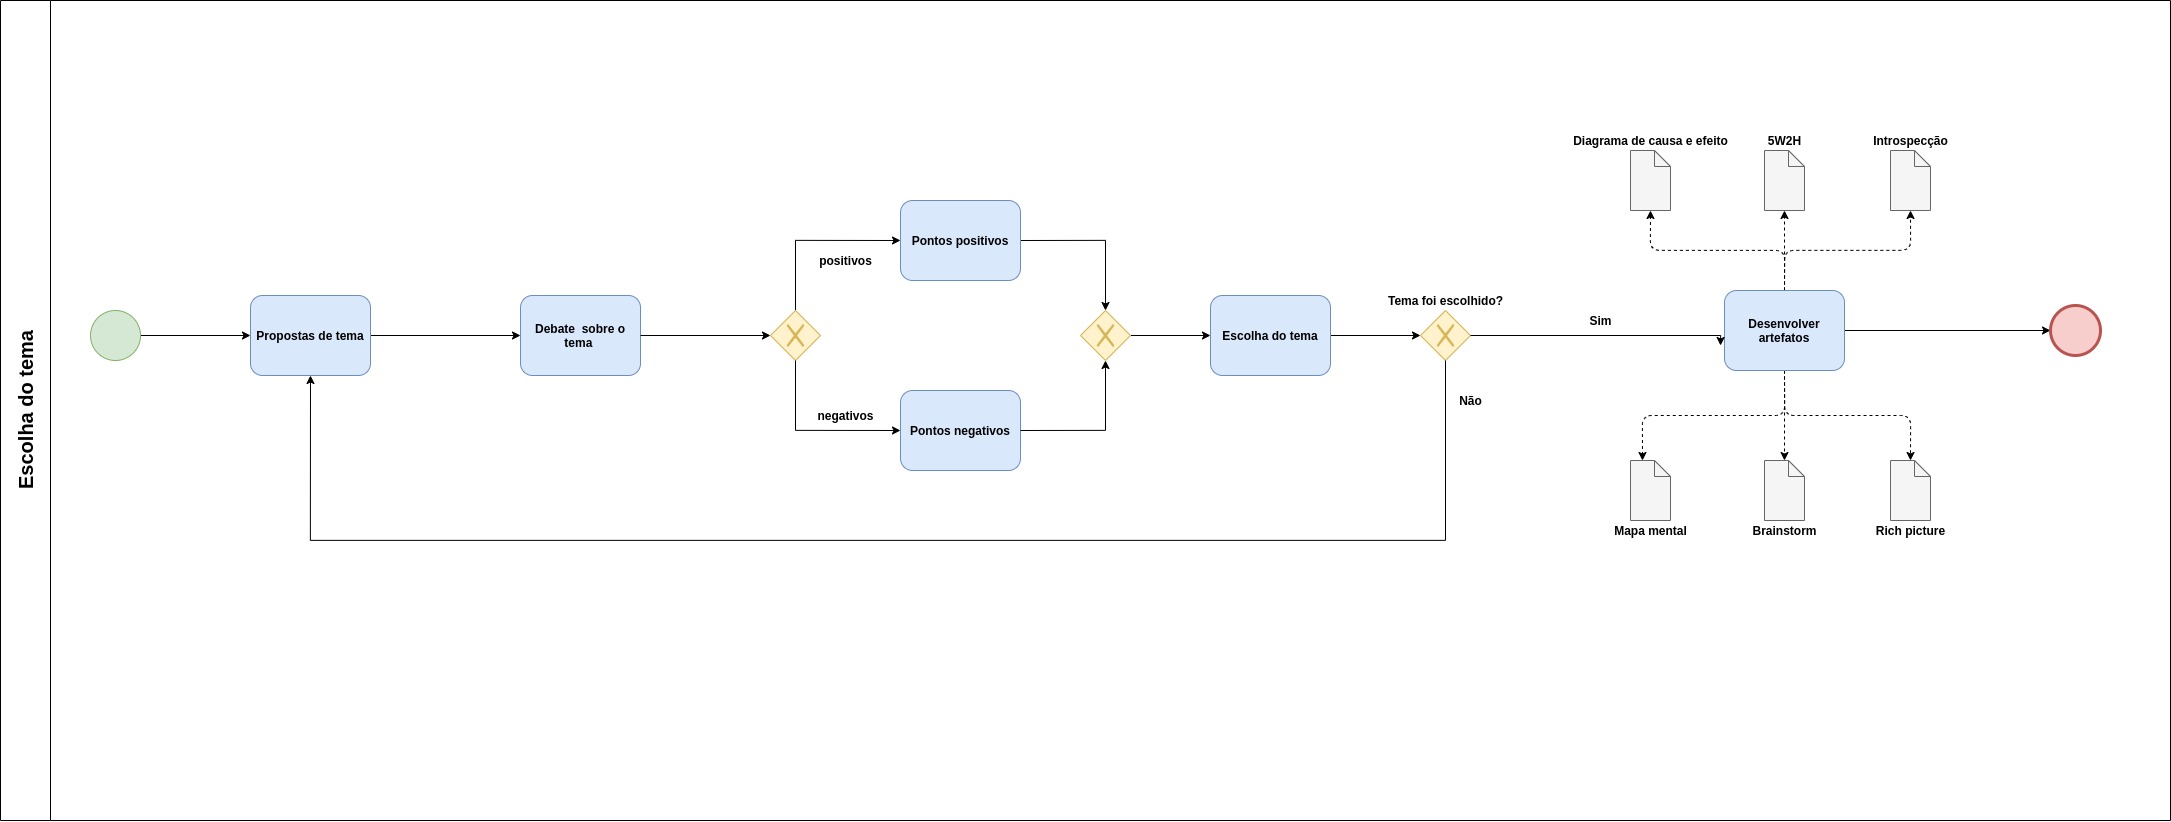 Escolha do tema
Propostas de tema
Debate sobre o
tema
positivos
negativos
Pontos positivos
Pontos negativos
Escolha do tema
Tema foi escolhido?
Sim
Não
Desenvolver
artefatos
Diagrama de causa e efeito
5W2H
Introspecção
Mapa mental
Brainstorm
Rich picture